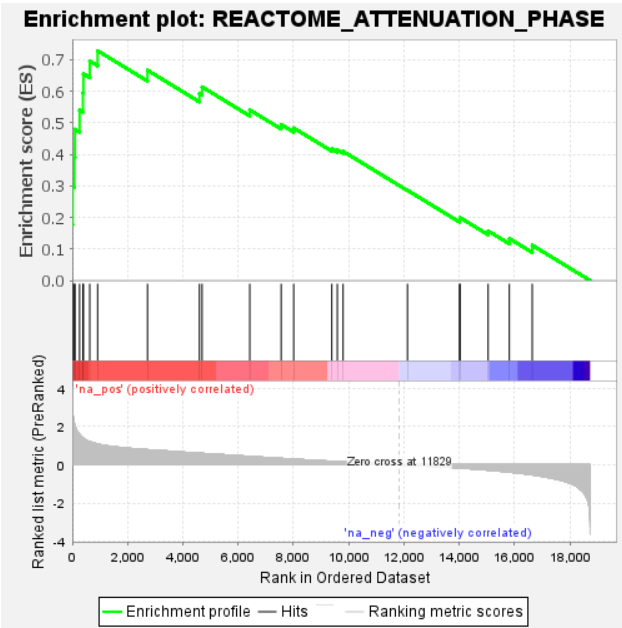 Enrichment plot: REACTOME_ATTENUATION_PHASE
Enrichment score (ES)
0.7
0.6
0.5
0.4
0.3
0.2
0.1
0.0
'na_pos' (positively correlated)
Ranked list metric (PreRanked)
4
2
0
-2
-4
Zero cross at 11829
'na_neg' (negatively correlated)
0 2,000 4,000 6,000 8,000 10,000 12,000 14,000 16,000 18,000
Rank in Ordered Dataset
Enrichment profile Hits Ranking metric scores